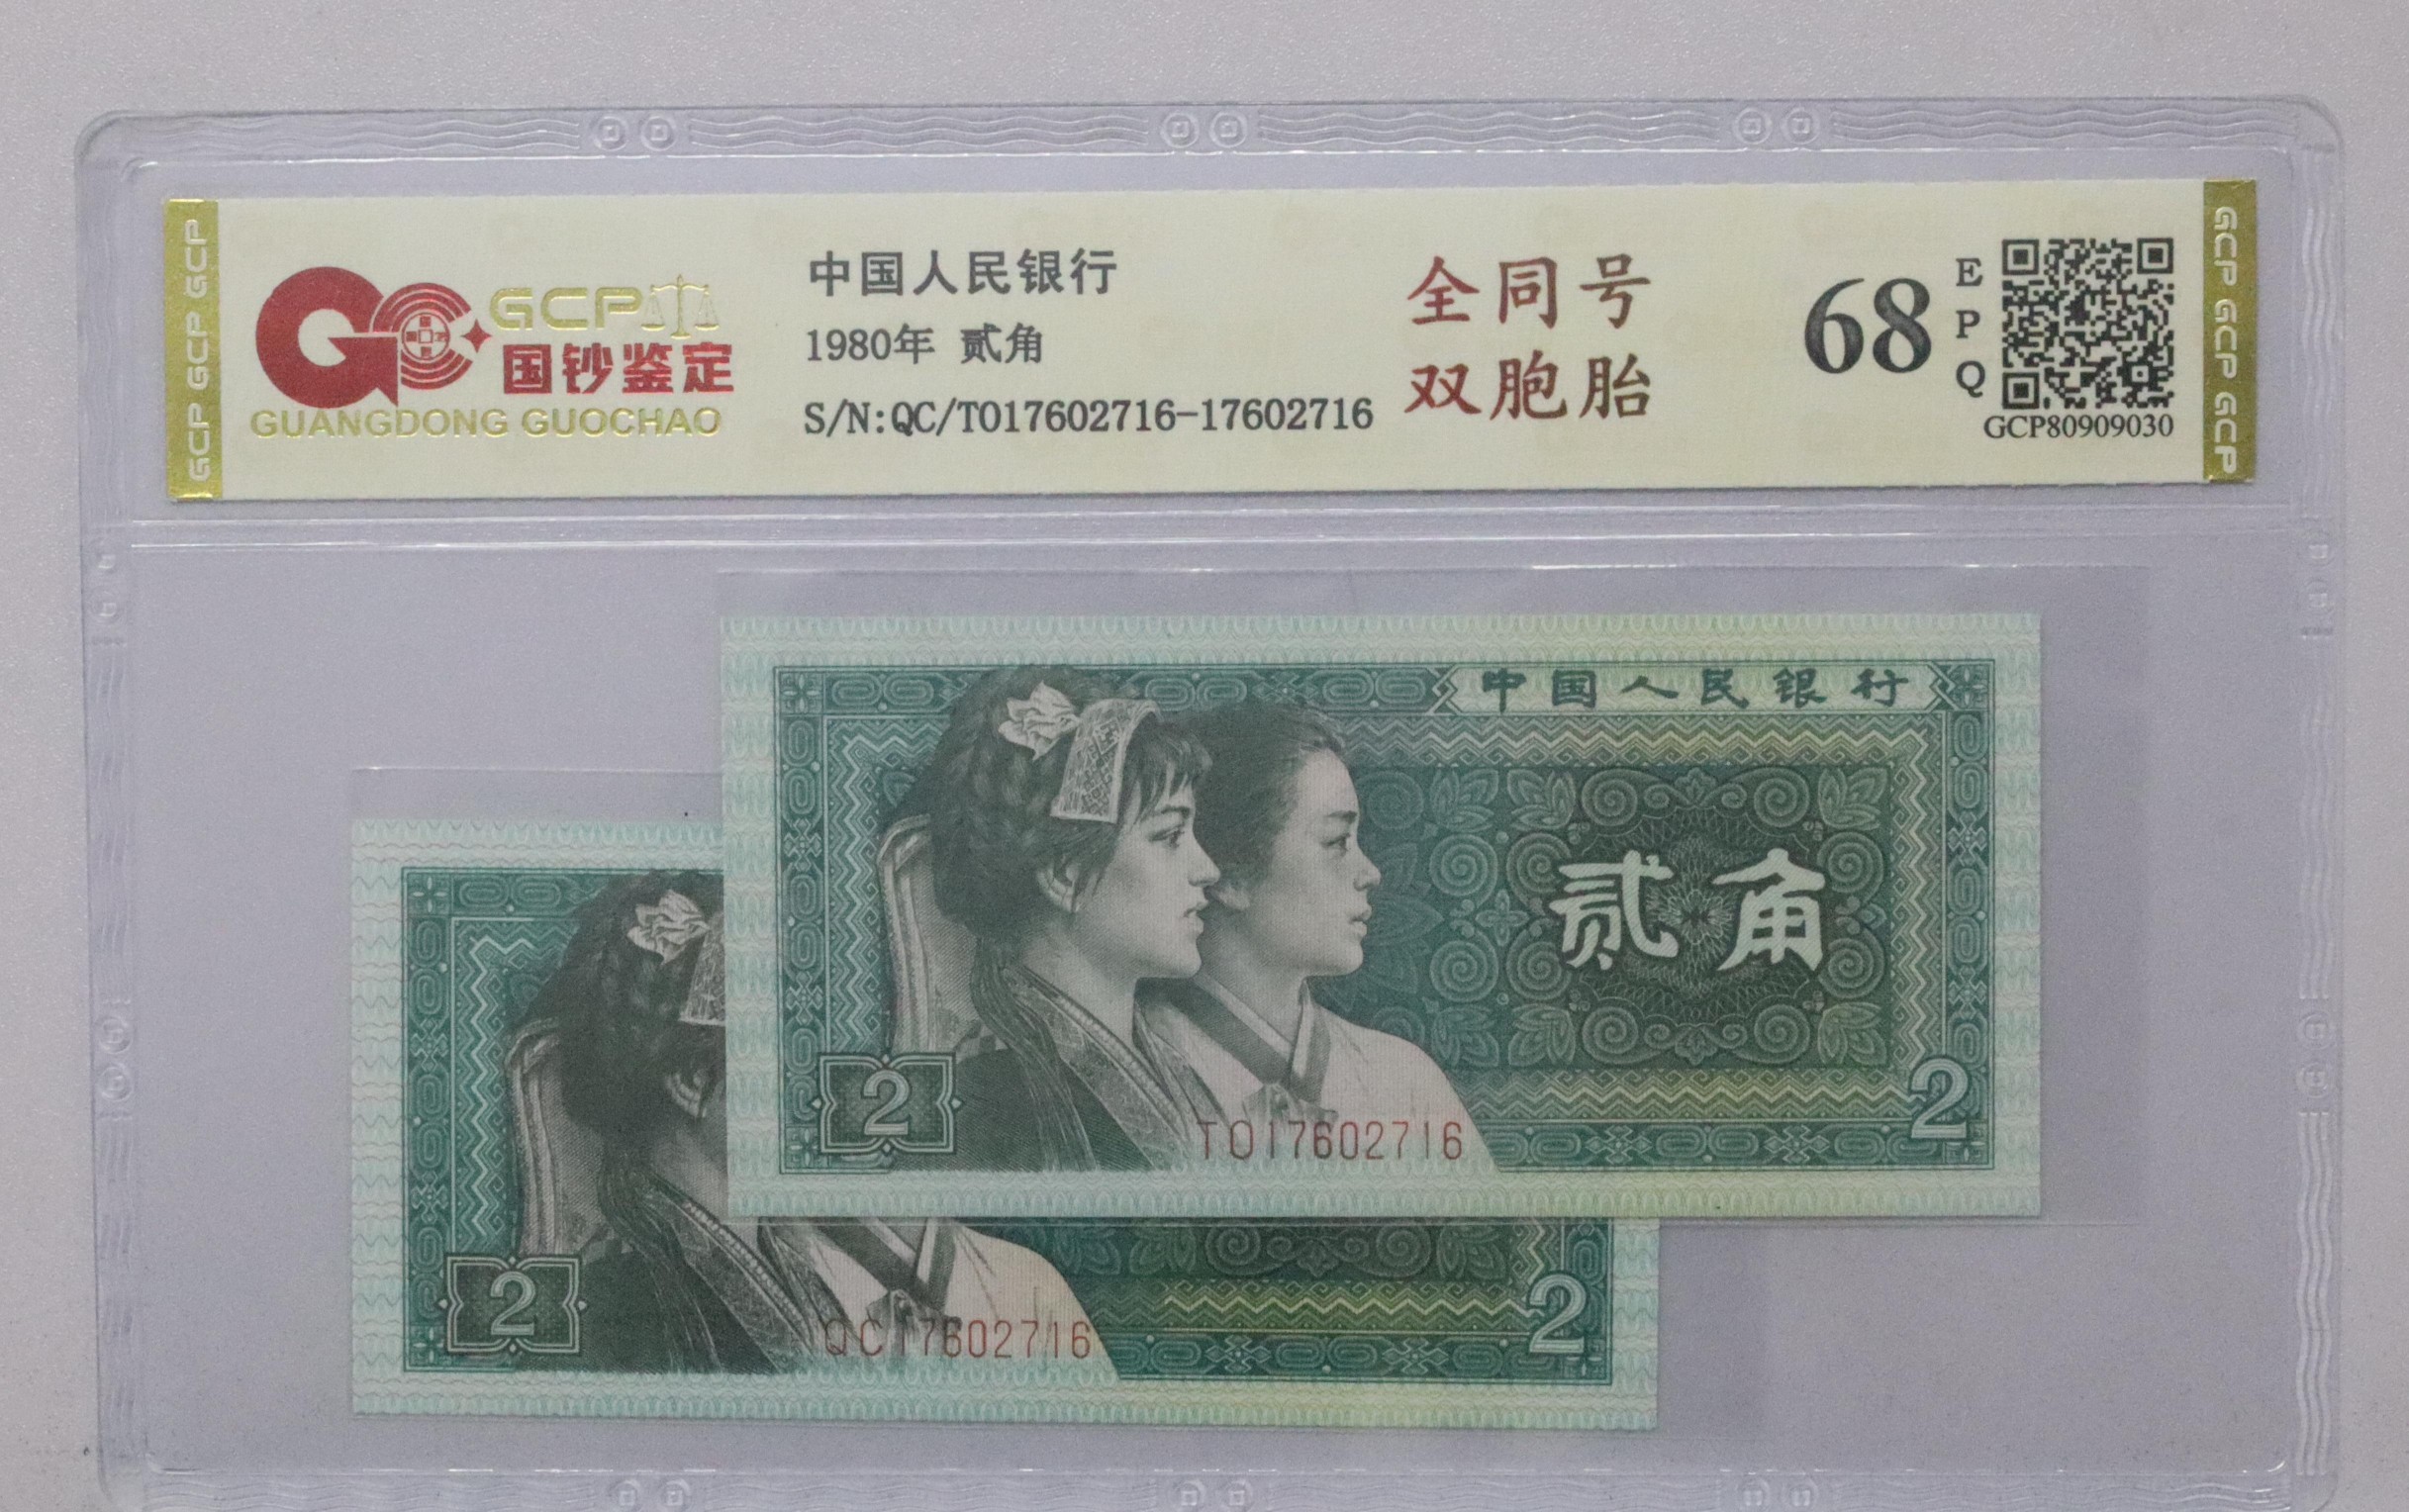 GCP GCP GCP
GCP
国钞鉴定
GUANGDONG GUOCHAO
中国人民银行
1980年 贰角
S/N:QC/TO17602716-17602716
全同号
双胞胎
68
EPQ
GCP80909030
GCP GCP GCP
中国人民银行
贰角
2
TO17602716
2
2
QC17602716
2